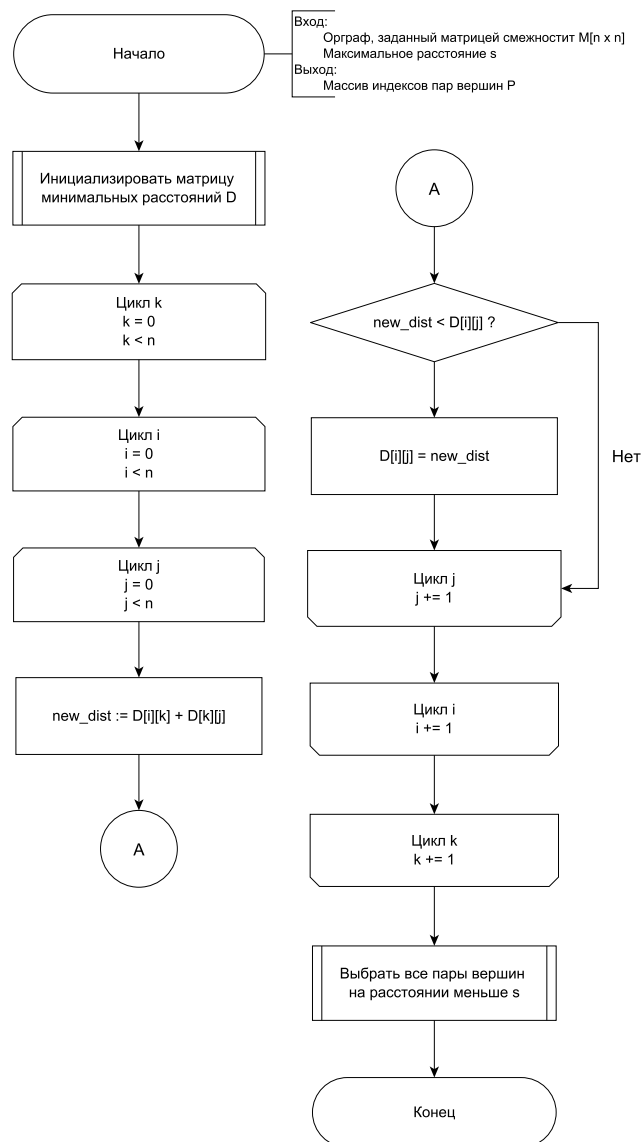 Начало
Вход:
Орграф, заданный матрицей смежностит M[n x n]
Максимальное расстояние s
Выход:
Массив индексов пар вершин P
Инициализировать матрицу
минимальных расстояний D
Цикл k
k = 0
k < n
Цикл i
i = 0
i < n
Цикл j
j = 0
j < n
new_dist := D[i][k] + D[k][j]
A
A
new_dist < D[i][j] ?
Нет
D[i][j] = new_dist
Цикл j
j += 1
Цикл i
i += 1
Цикл k
k += 1
Выбрать все пары вершин
на расстоянии меньше s
Конец